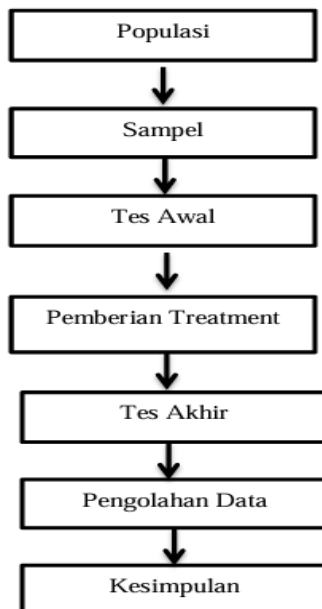 Populasi
Sampel
Tes Awal
Pemberian Treatment
Tes Akhir
Pengolahan Data
Kesimpulan